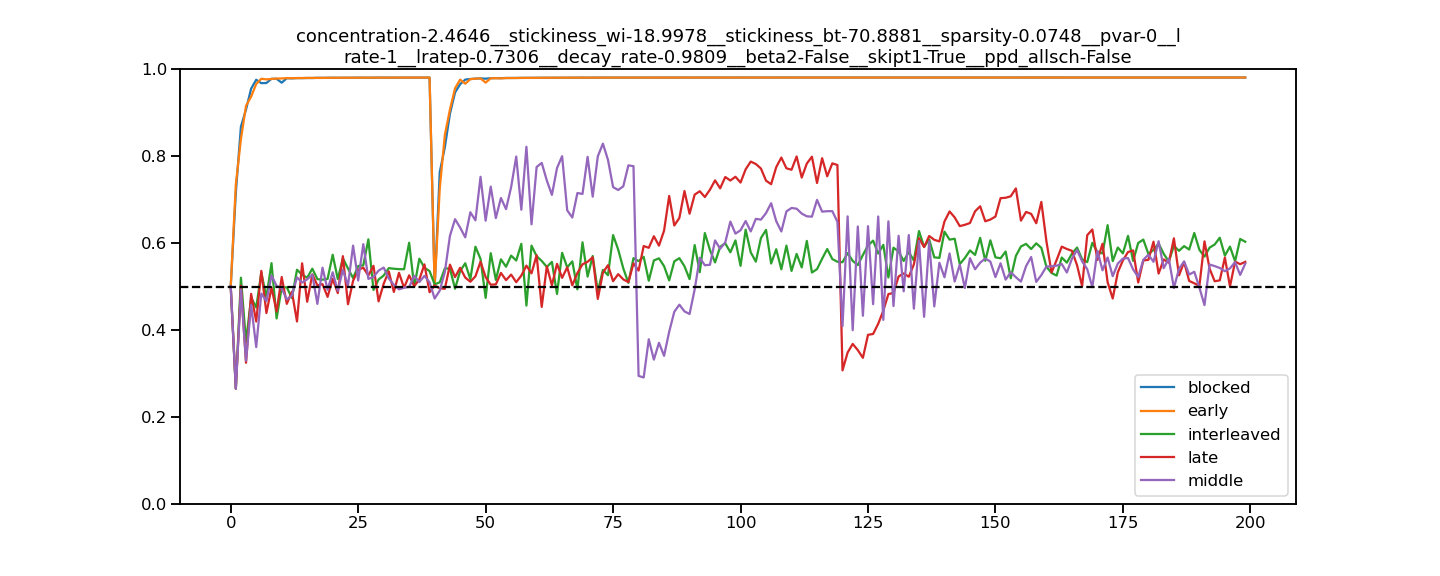 concentration-2.4646__stickiness_wi-18.9978__stickiness_bt-70.8881__sparsity-0.0748__pvar-0__l
rate-1__lratep-0.7306__decay_rate-0.9809__beta2-False__skipt1-True__ppd_allsch-False
1.0
0.8
0.6
0.4
0.2
0.0
0 25 50 75 100 125 150 175 200
blocked
early
interleaved
late
middle